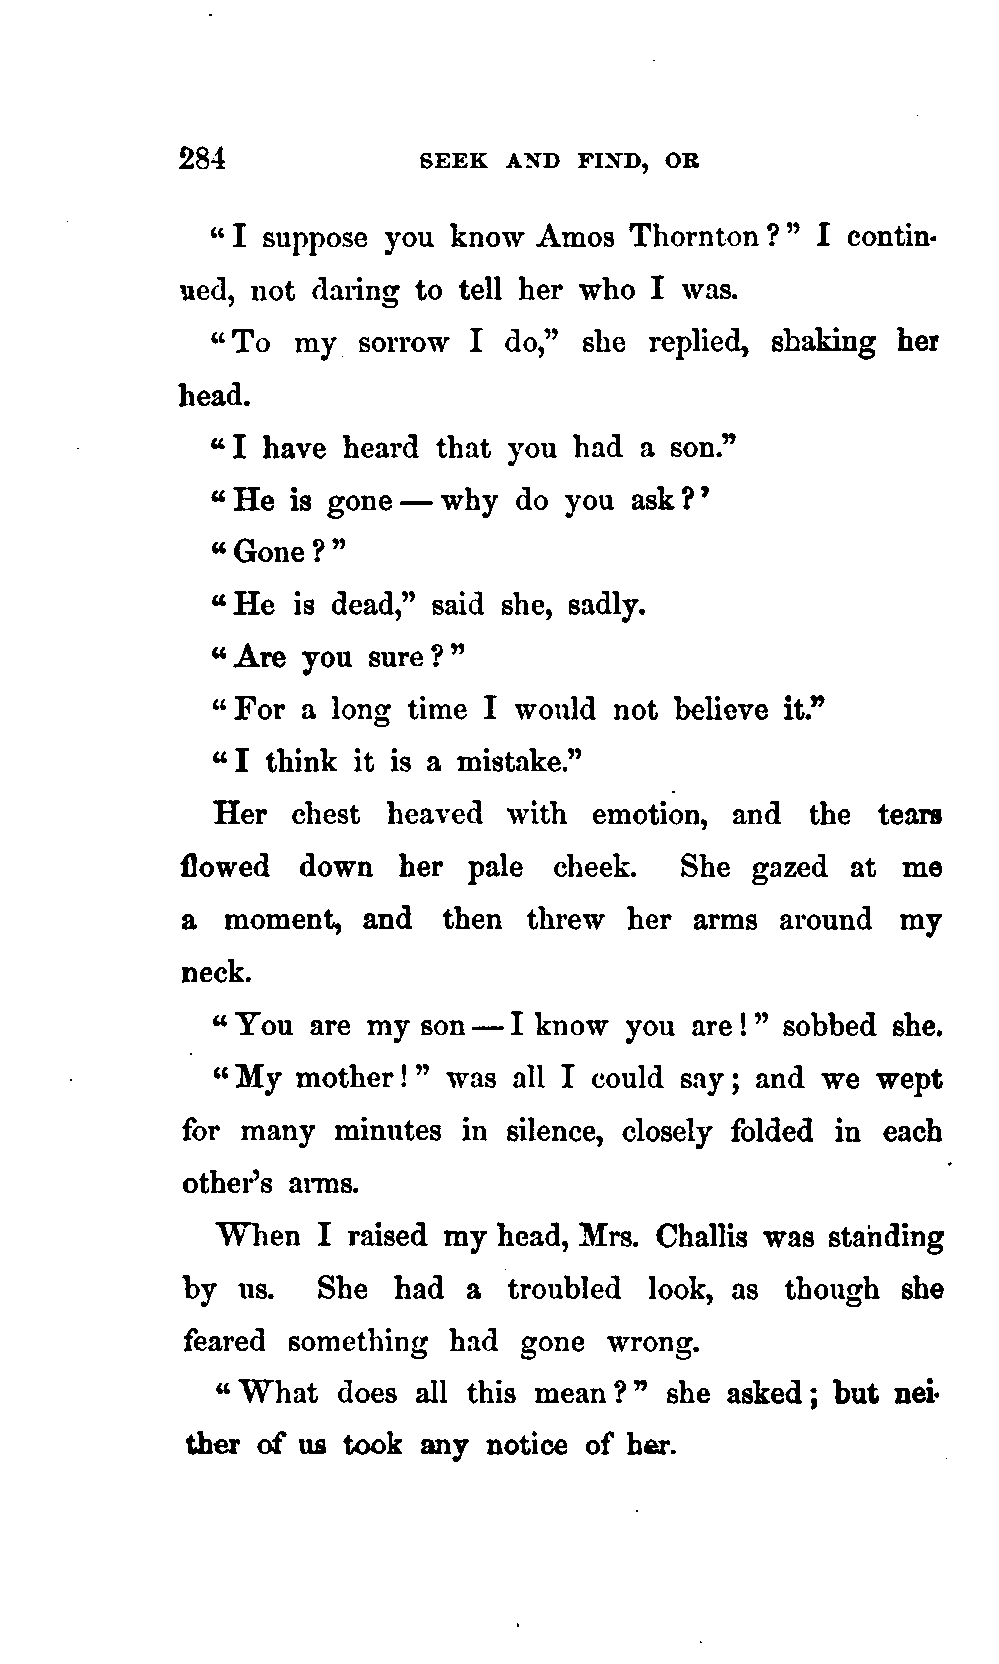 284 SEEK AND FIND, OR
"I suppose you know Amos Thornton?" I contin-
ued, not daring to tell her who I was.
"To my sorrow I do," she replied, shaking her
head.
"I have heard that you had a son."
"He is gone — why do you ask?'
"Gone?"
"He is dead," said she, sadly.
"Are you sure?"
"For a long time I would not believe it."
"I think it is a mistake."
Her chest heaved with emotion, and the tears
flowed down her pale cheek. She gazed at me
a moment, and then threw her arms around my
neck.
"You are my son — I know you are!" sobbed she.
"My mother!" was all I could say; and we wept
for many minutes in silence, closely folded in each
other's arms.
When I raised my head, Mrs. Challis was standing
by us. She had a troubled look, as though she
feared something had gone wrong.
"What does all this mean?" she asked; but nei-
ther of us took any notice of her.